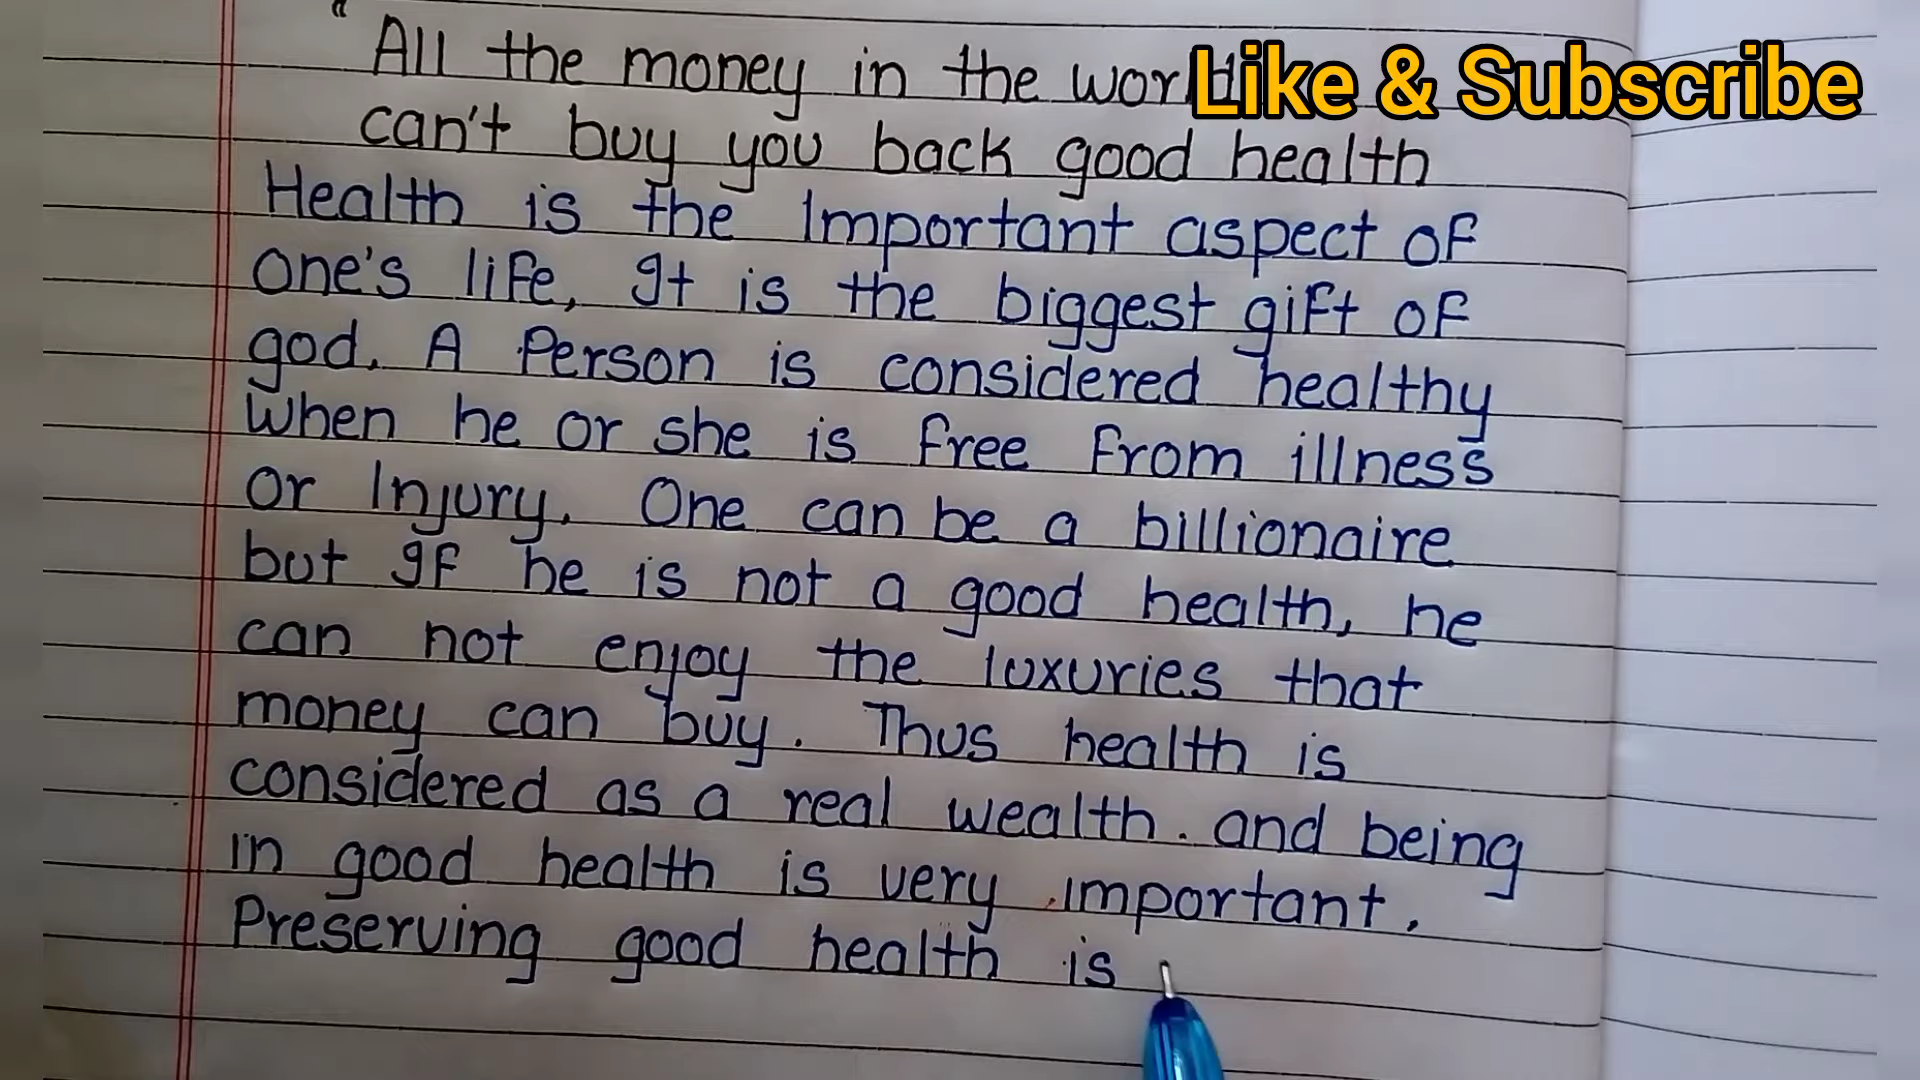 "All the money in the world
Like & Subscribe
can't buy you back good health
Health is the Important aspect of
one's life, It is the biggest gift of
god. A Person is considered healthy
when he or she is free from illness
or Injury. One can be a billionaire
but If he is not a good health, he
can not enjoy the luxuries that
money can buy. Thus health is
considered as a real wealth. and being
in good health is very important.
Preserving good health is